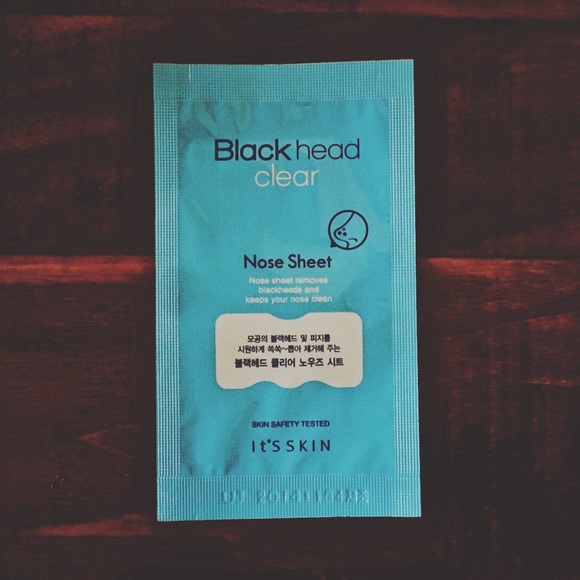 Blackhead
clear
Nose Sheet
Nose sheet removes
blackheads and
keeps your nose clean
모공의 블랙헤드 및 피지를
시원하게 쏙쏙~뽑아 제거해 주는
블랙헤드 클리어 노우즈 시트
SKIN SAFETY TESTED
It'S SKIN